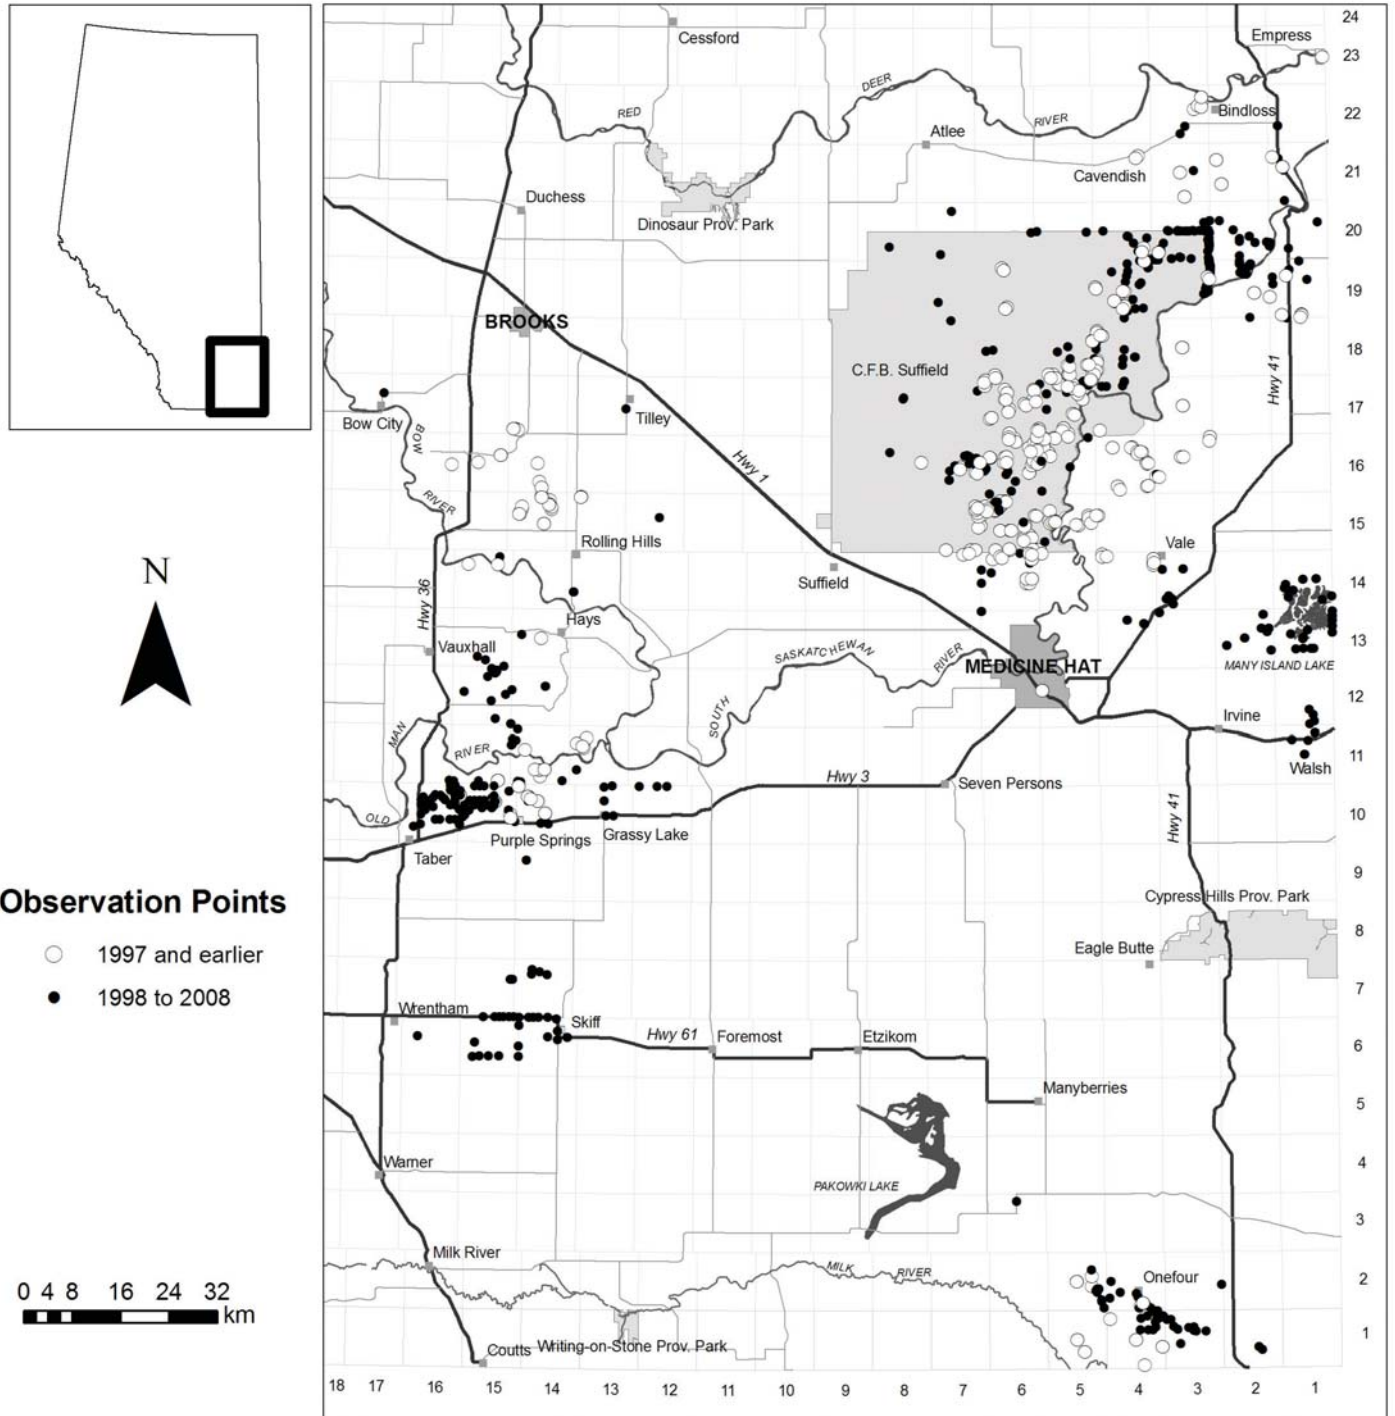 24
Empress
Cessford
23
DEER
RED
22
Bindloss
RIVER
Atlee
21
Cavendish
Duchess
Dinosaur Prov. Park
20
19
BROOKS
18
C.F.B. Suffield
Hwy 41
Tilley
17
Bow City
BOW
Hwy 1
16
RIVER
15
Rolling Hills
Vale
N
Suffield
14
Hwy 36
Hays
13
Vauxhall
SASKATCHEWAN
RIVER
MEDICINE HAT
MANY ISLAND LAKE
12
SOUTH
Irvine
MAN
RIVER
11
Walsh
Hwy 3
Seven Persons
OLD
10
Purple Springs
Grassy Lake
Hwy 41
Taber
9
Observation Points
Cypress Hills Prov. Park
8
1997 and earlier
Eagle Butte
1998 to 2008
7
Wrentham
Skiff
Hwy 61
Foremost
Etzikom
6
Manyberries
5
Warner
4
PAKOWKI LAKE
3
Milk River
MILK
RIVER
Onefour
2
0 4 8 16 24 32
km
1
Coutts
Writing-on-Stone Prov. Park
18 17 16 15 14 13 12 11 10 9 8 7 6 5 4 3 2 1